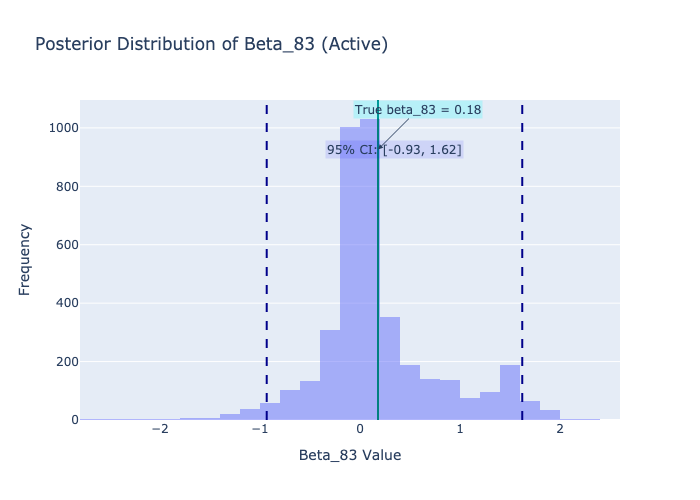 Posterior Distribution of Beta_83 (Active)
True beta_83 = 0.18
95% CI: [-0.93, 1.62]
1000
800
600
400
200
0
Frequency
−2
−1
0
1
2
Beta_83 Value